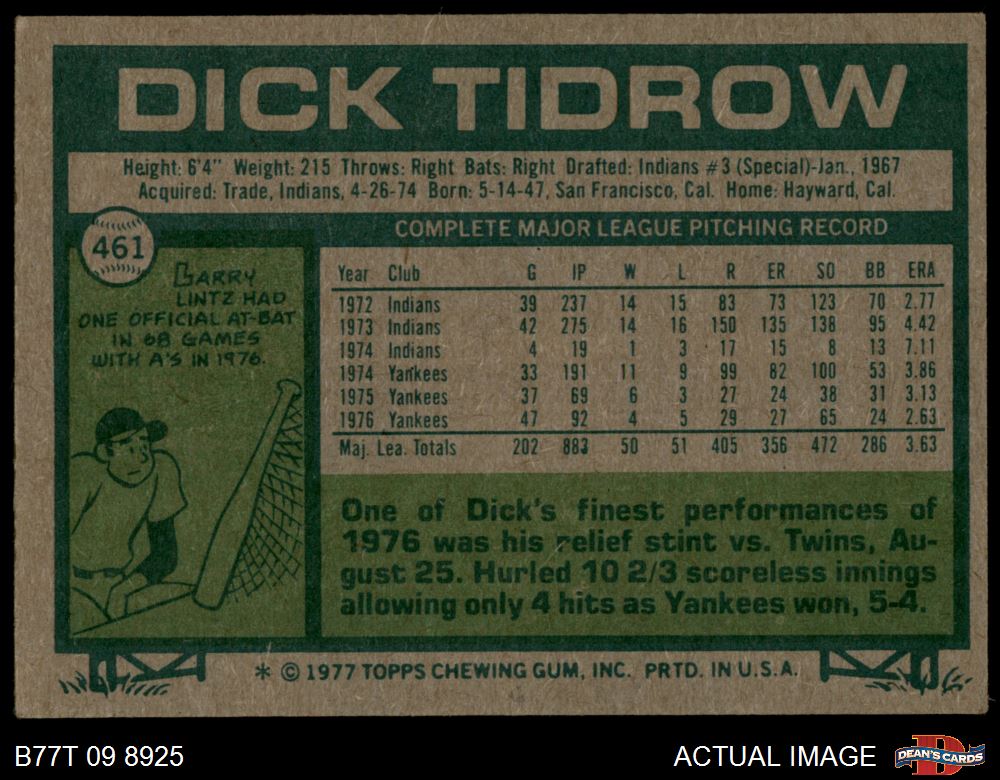 DICK TIDROW
Height: 6'4" Weight: 215 Throws: Right Bats: Right Drafted: Indians #3 (Special)-Jan., 1967
Acquired: Trade, Indians, 4-26-74 Born: 5-14-47, San Francisco, Cal. Home: Hayward, Cal.
461
LARRY
LINTZ HAD
ONE OFFICIAL AT-BAT
IN 68 GAMES
WITH A'S IN 1976.
COMPLETE MAJOR LEAGUE PITCHING RECORD
Year Club G IP W L R ER SO BB ERA
1972 Indians 39 237 14 15 83 73 123 70 2.77
1973 Indians 42 275 14 16 150 135 138 95 4.42
1974 Indians 4 19 1 3 17 15 8 13 7.11
1974 Yankees 33 191 11 9 99 82 100 53 3.86
1975 Yankees 37 69 6 3 27 24 38 31 3.13
1976 Yankees 47 92 4 5 29 27 65 24 2.63
Maj. Lea. Totals 202 883 50 51 405 356 472 286 3.63
One of Dick's finest performances of
1976 was his relief stint vs. Twins, Au-
gust 25. Hurled 10 2/3 scoreless innings
allowing only 4 hits as Yankees won, 5-4.
* © 1977 TOPPS CHEWING GUM, INC. PRTD. IN U.S.A.
B77T 09 8925
ACTUAL IMAGE
D
DEAN'S CARDS